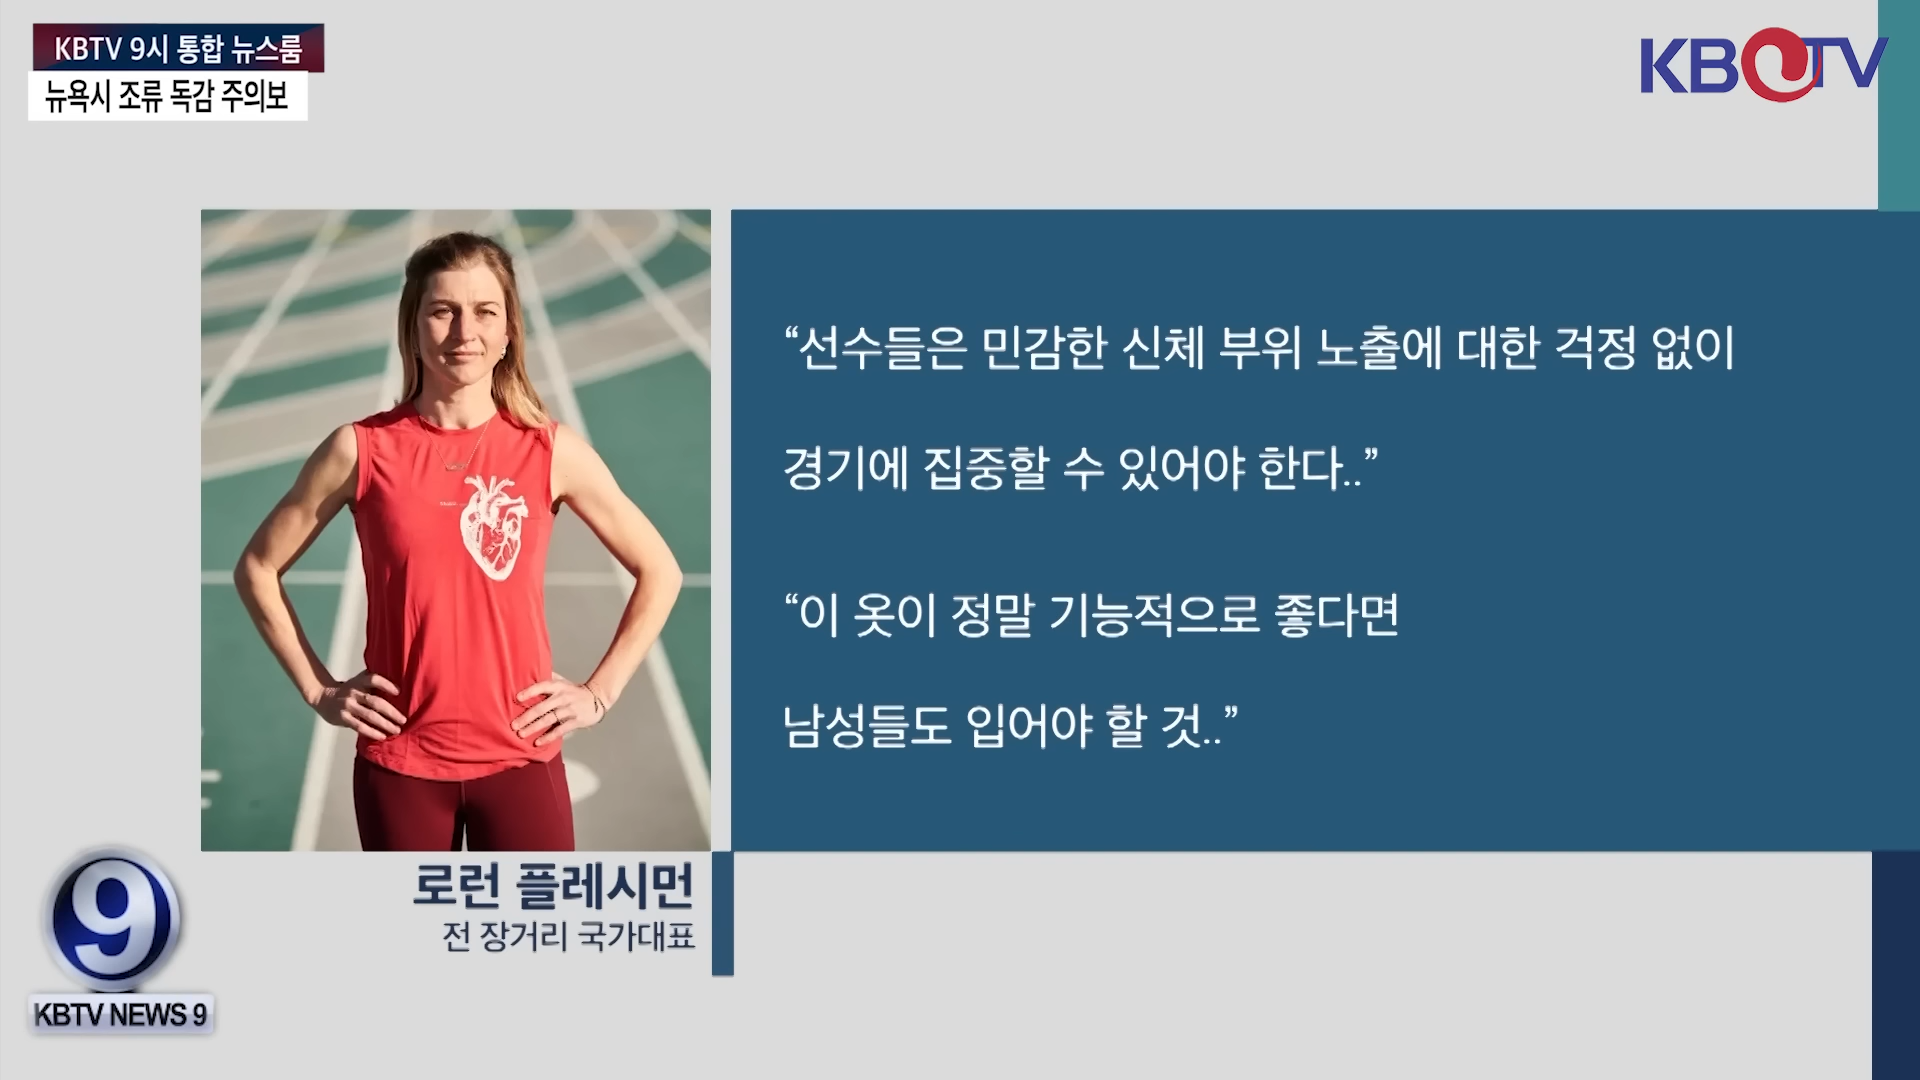 KBTV 9시 통합 뉴스룸
뉴욕시 조류 독감 주의보
KBTV
“선수들은 민감한 신체 부위 노출에 대한 걱정 없이
경기에 집중할 수 있어야 한다..”
“이 옷이 정말 기능적으로 좋다면
남성들도 입어야 할 것..”
로런 플레시먼
전 장거리 국가대표
9
KBTV NEWS 9